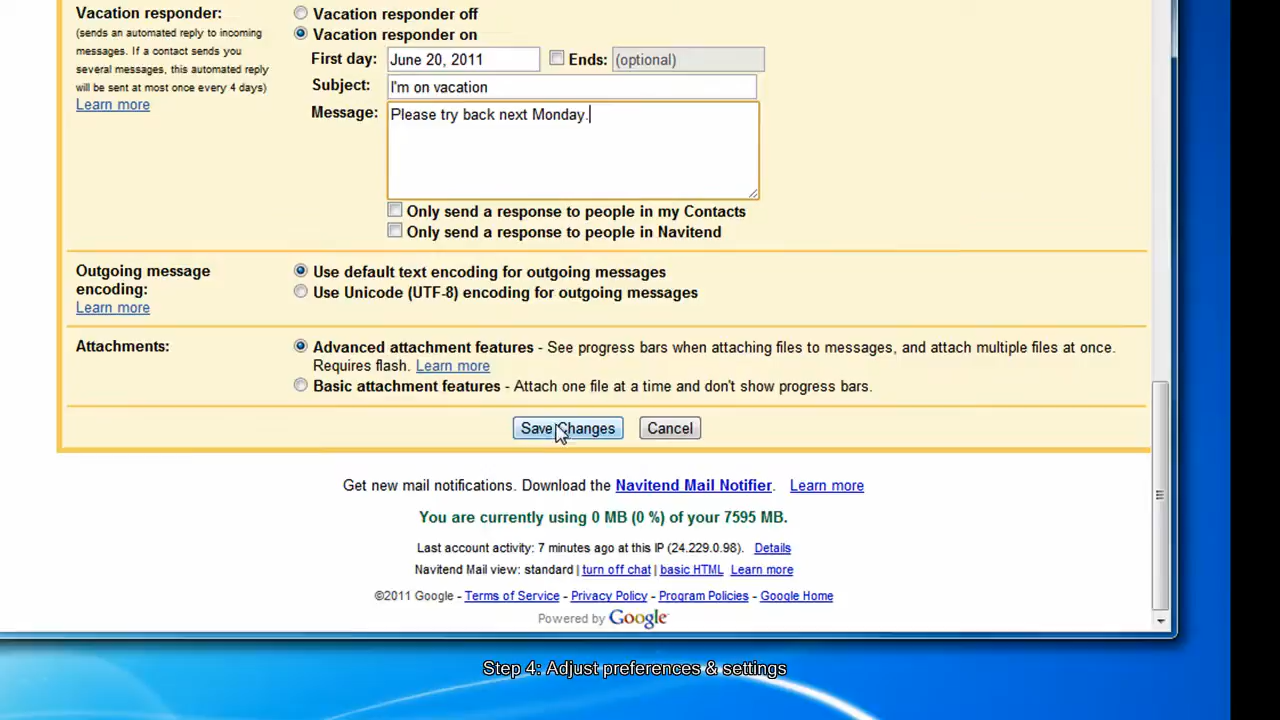 Vacation responder:
(sends an automated reply to incoming
messages. If a contact sends you
several messages, this automated reply
will be sent at most once every 4 days)
Learn more
Vacation responder off
Vacation responder on
First day: June 20, 2011 Ends: (optional)
Subject: I'm on vacation
Message: Please try back next Monday.
Only send a response to people in my Contacts
Only send a response to people in Navitend
Outgoing message
encoding:
Learn more
Use default text encoding for outgoing messages
Use Unicode (UTF-8) encoding for outgoing messages
Attachments:
Advanced attachment features - See progress bars when attaching files to messages, and attach multiple files at once.
Requires flash. Learn more
Basic attachment features - Attach one file at a time and don't show progress bars.
Save Changes Cancel
Get new mail notifications. Download the Navitend Mail Notifier. Learn more
You are currently using 0 MB (0 %) of your 7595 MB.
Last account activity: 7 minutes ago at this IP (24.229.0.98). Details
Navitend Mail view: standard | turn off chat | basic HTML Learn more
©2011 Google - Terms of Service - Privacy Policy - Program Policies - Google Home
Powered by Google
Step 4: Adjust preferences & settings